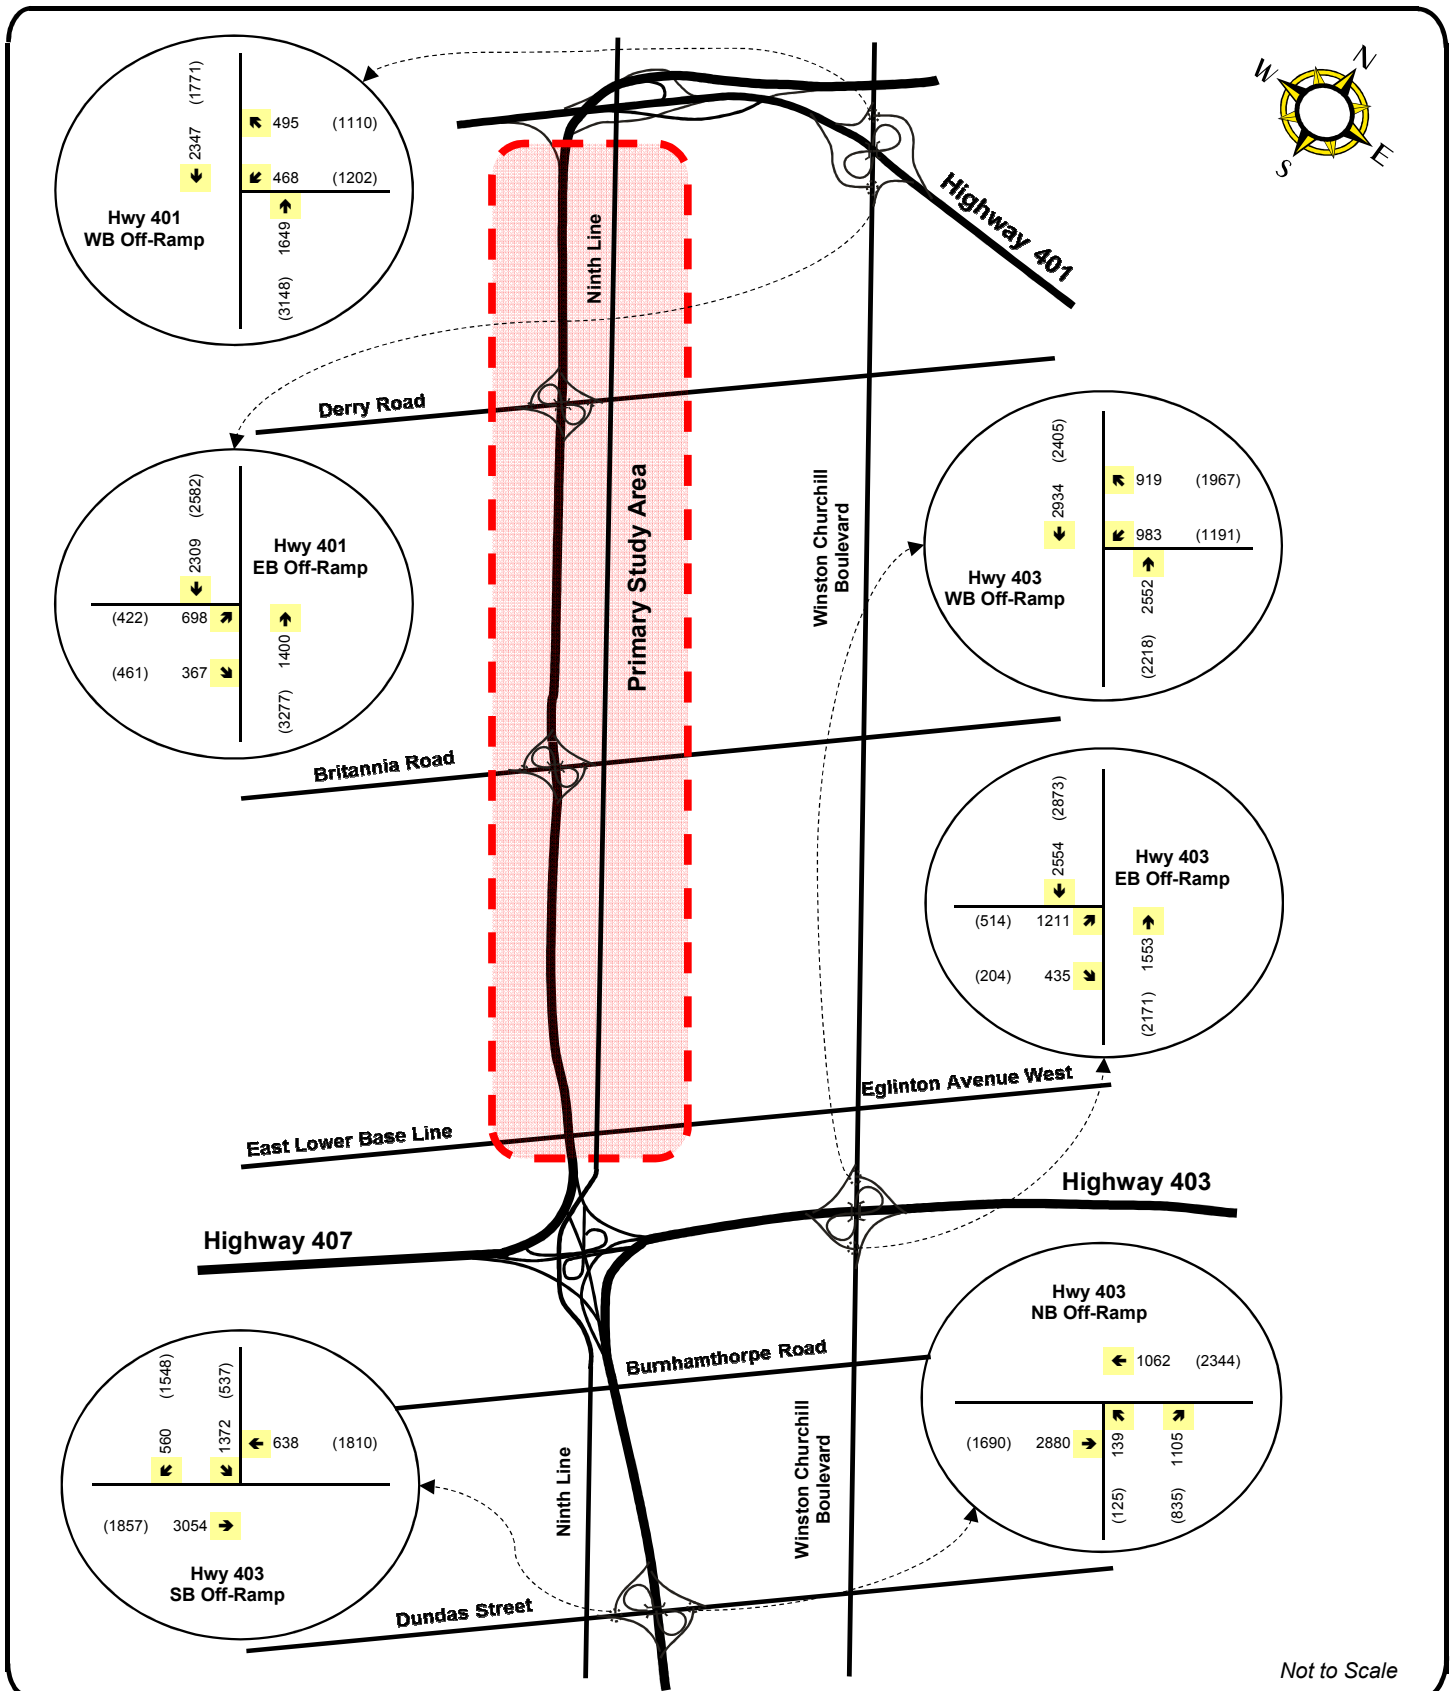 W
N
S
E
(1771)
2347
495 (1110)
468 (1202)
1649
(3148)
Hwy 401
WB Off-Ramp
Highway 401
Ninth Line
Derry Road
(2582)
2309
Hwy 401
EB Off-Ramp
(422) 698
(461) 367
1400
(3277)
Primary Study Area
Winston Churchill
Boulevard
(2405)
2934
919 (1967)
983 (1191)
2552
(2218)
Hwy 403
WB Off-Ramp
Britannia Road
(2873)
2554
Hwy 403
EB Off-Ramp
(514) 1211
(204) 435
1553
(2171)
Eglinton Avenue West
East Lower Base Line
Highway 403
Highway 407
Hwy 403
NB Off-Ramp
1062 (2344)
(1690) 2880
139
(125)
1105
(835)
Burnhamthorpe Road
(1548)
560
(537)
1372
638 (1810)
(1857) 3054
Hwy 403
SB Off-Ramp
Ninth Line
Winston Churchill
Boulevard
Dundas Street
Not to Scale